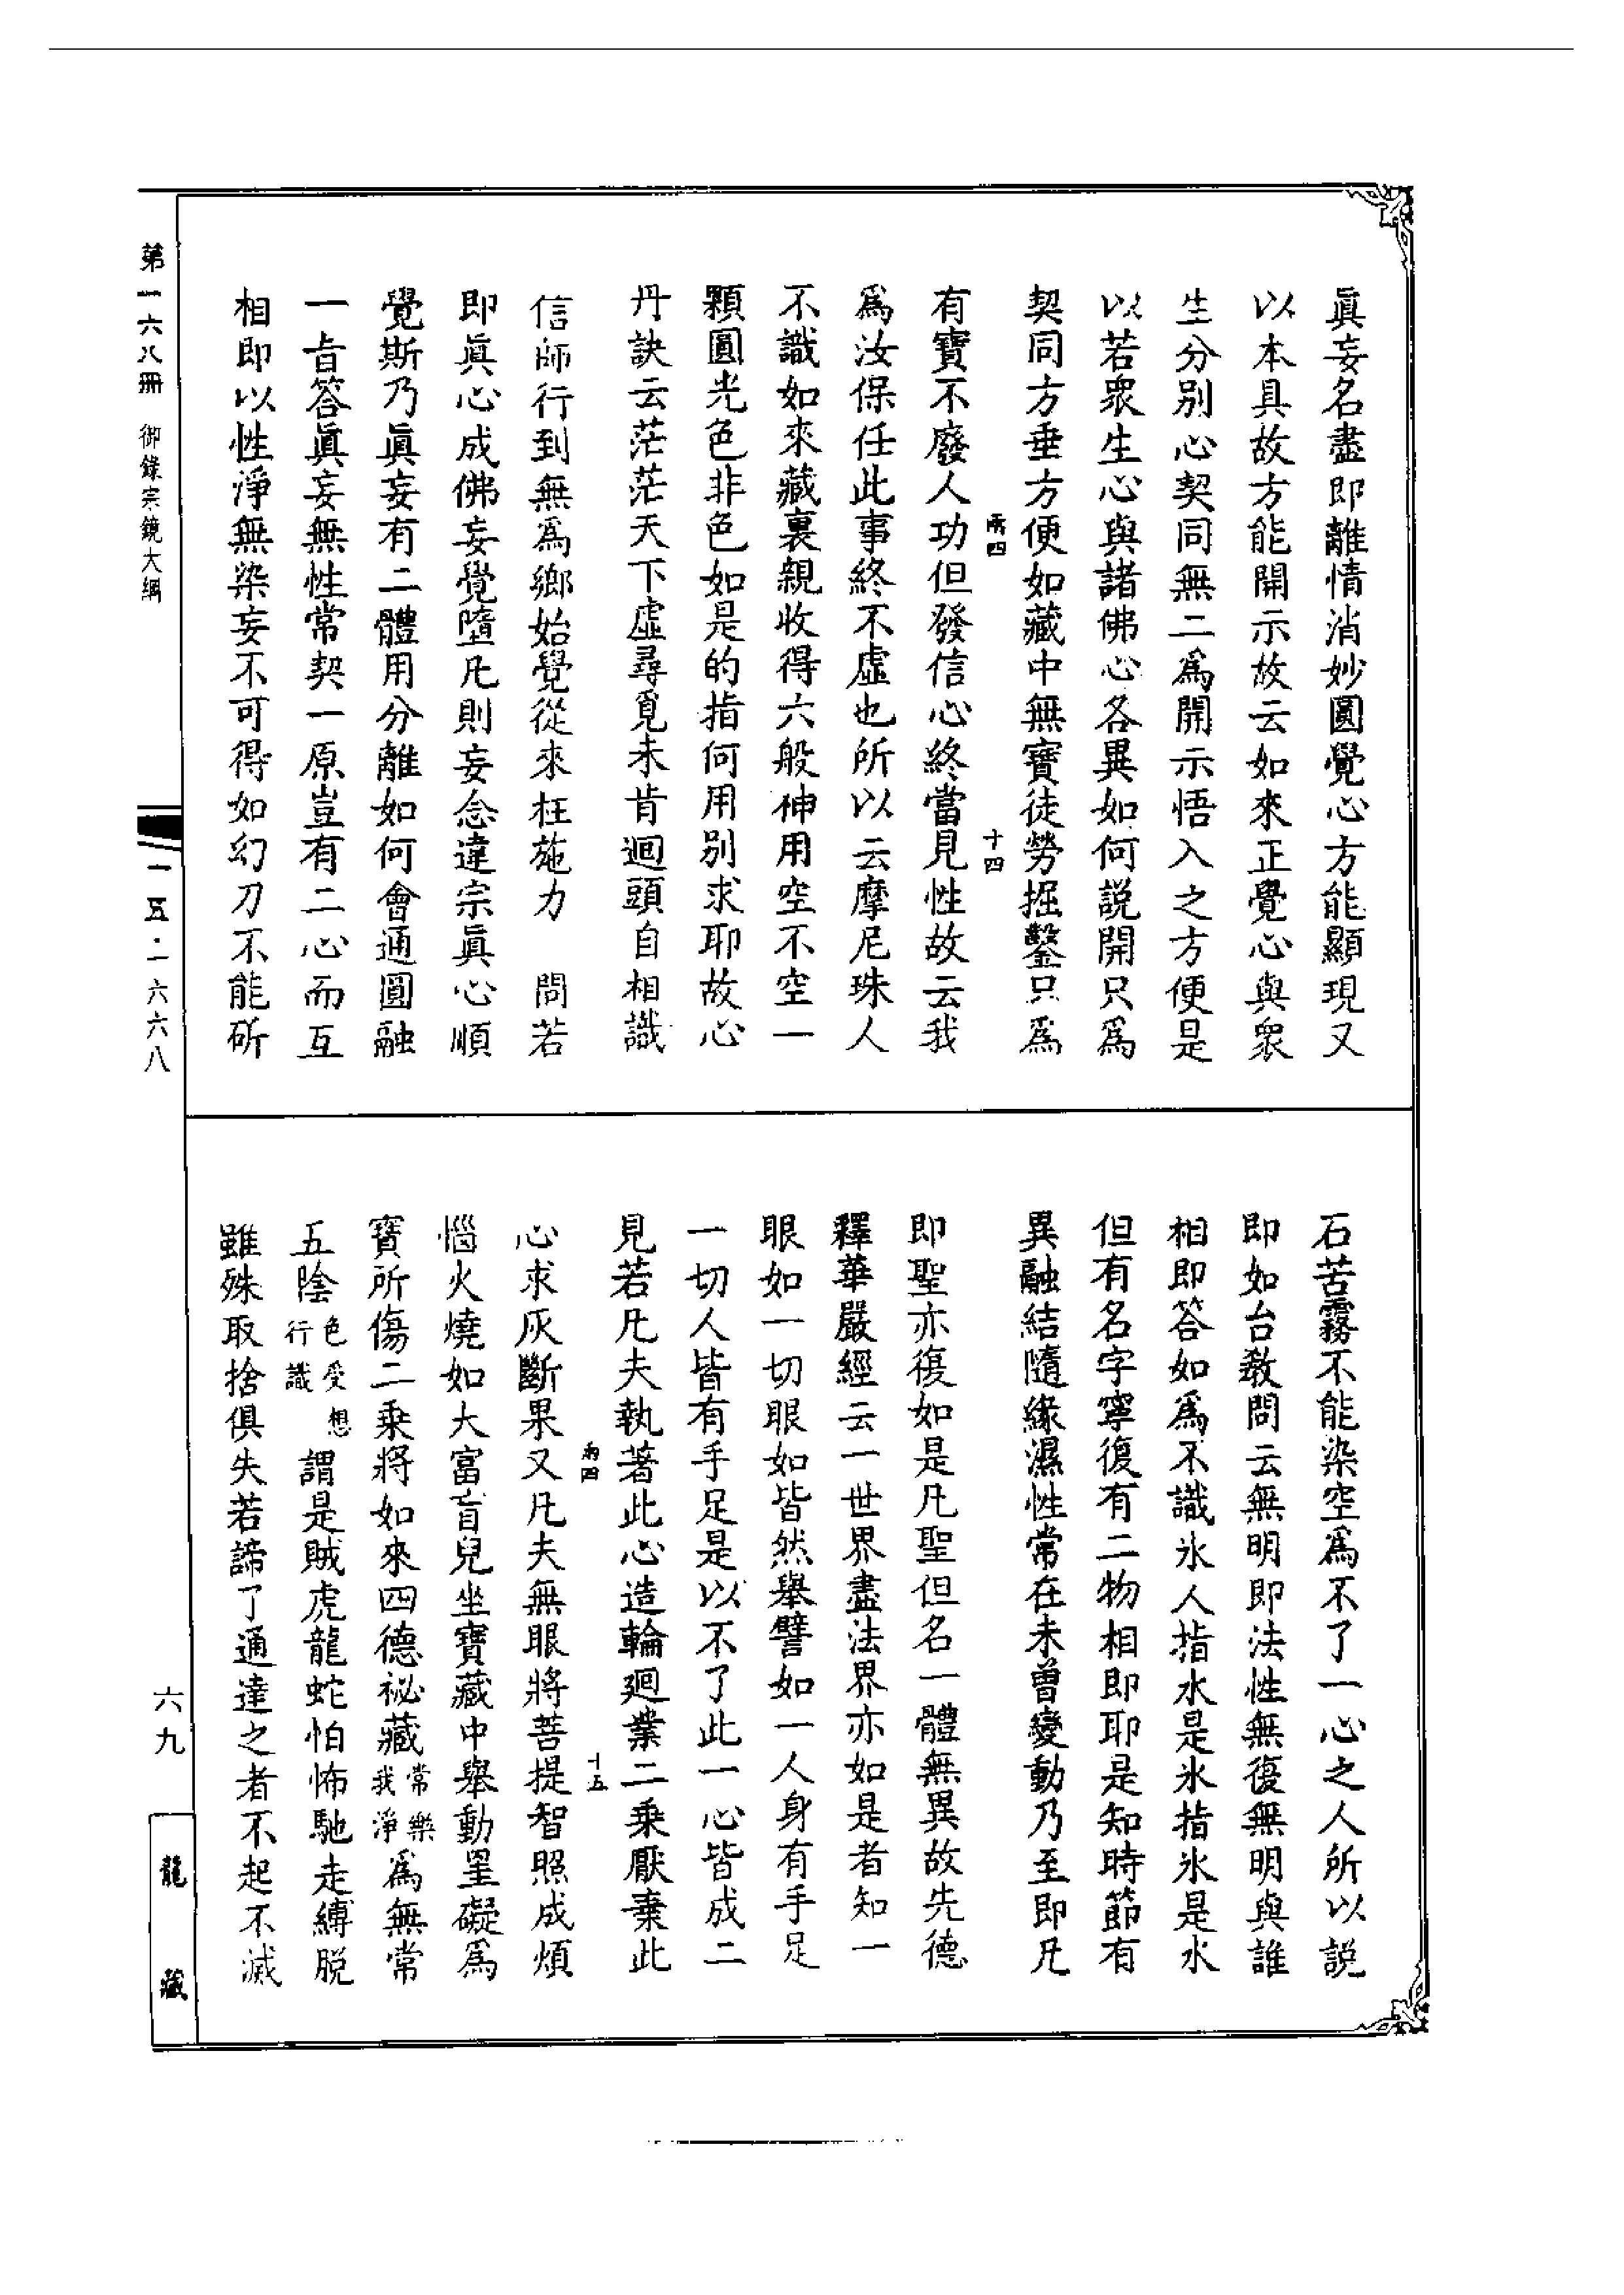 眞妄名盡即離情消妙圓覺心方能顯現又
以本具故方能開示故云如來正覺心與衆
生分別心契同無二爲開示悟入之方便是
以若衆生心與諸佛心各異如何説開只爲
契同方垂方便如藏中無寶徒勞掘鑿只爲
兩四
十四
有寶不廢人功但發信心終當見性故云我
爲汝保任此事終不虛也所以云摩尼珠人
不識如來藏裏親收得六般神用空不空一
顆圓光色非色如是的指何用別求耶故心
丹訣云茫茫天下虛尋覓未肯迴頭自相識
信師行到無爲鄉始覺從來枉施力　問若
即眞心成佛妄覺墮凡則妄念違宗眞心順
覺斯乃眞妄有二體用分離如何會通圓融
一旨答眞妄無性常契一原豈有二心而互
相即以性淨無染妄不可得如幻刀不能斫
石苦霧不能染空爲不了一心之人所以説
即如台教問云無明即法性無復無明與誰
相即答如爲不識氷人指水是氷指氷是水
但有名字寧復有二物相即耶是知時節有
異融結隨緣濕性常在未曾變動乃至即凡
即聖亦復如是凡聖但名一體無異故先德
釋華嚴經云一世界盡法界亦如是者知一
眼如一切眼如皆然舉譬如一人身有手足
一切人皆有手足是以不了此一心皆成二
見若凡夫執著此心造輪迴業二乘厭棄此
兩四
十五
心求灰斷果又凡夫無眼將菩提智照成煩
惱火燒如大富盲兒坐寶藏中舉動罣礙爲
寶所傷二乘將如來四德祕藏常樂我淨爲無常
五陰色受想行識謂是賊虎龍蛇怕怖馳走縛脱
雖殊取捨俱失若諦了通達之者不起不滅
第一六八冊　御錄宗鏡大綱
一五二六六八
六九
龍藏